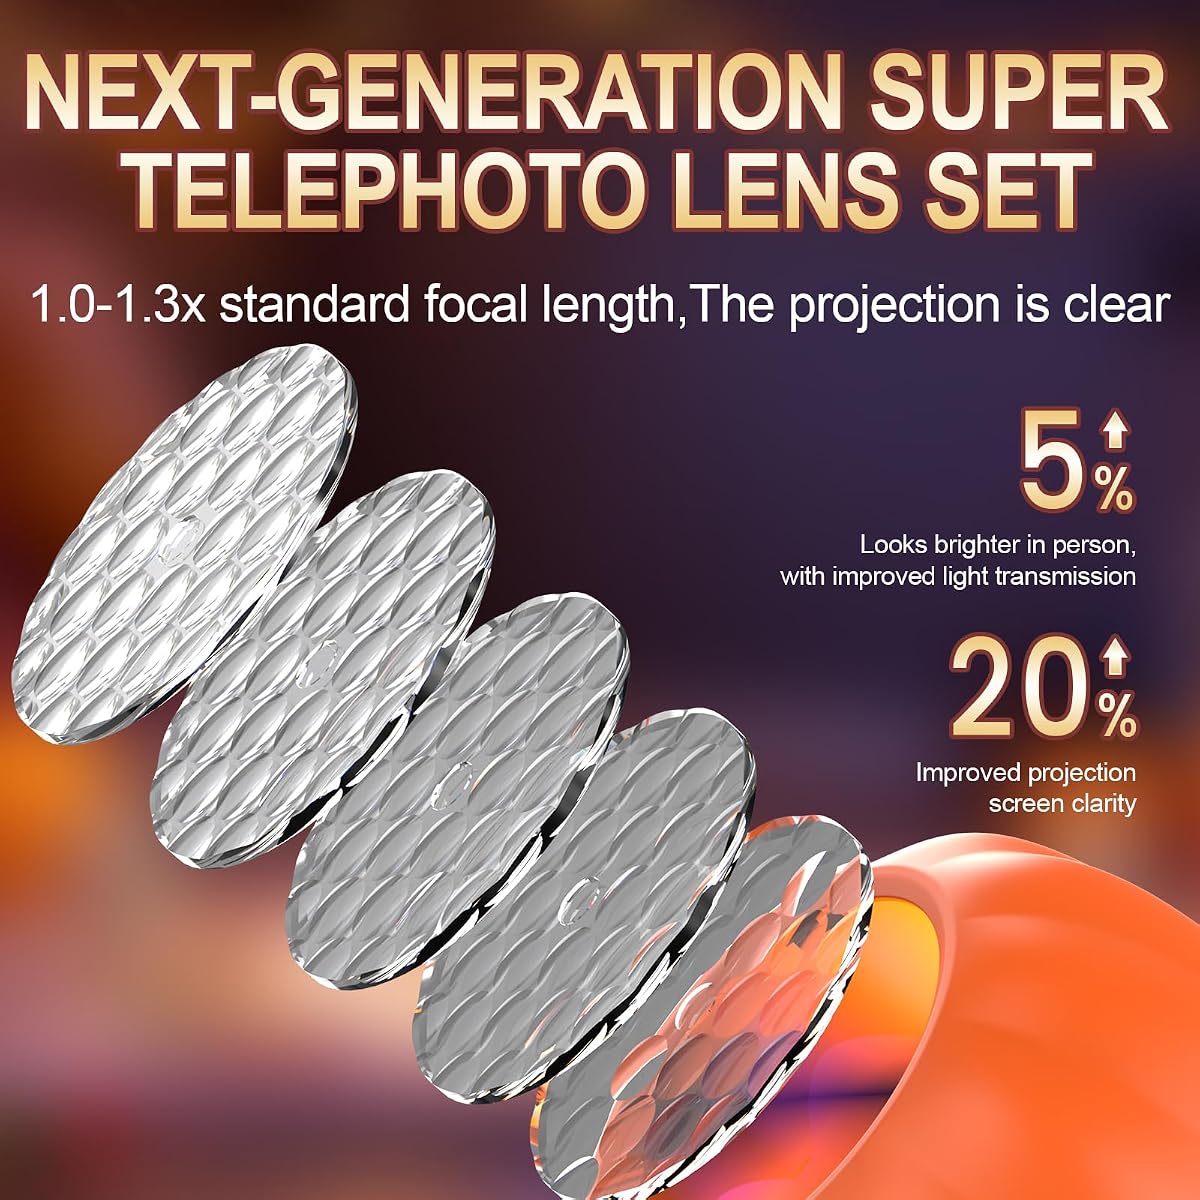 NEXT-GENERATION SUPER
TELEPHOTO LENS SET
1.0-1.3x standard focal length,The projection is clear
5%↑
Looks brighter in person,
with improved light transmission
20%↑
Improved projection
screen clarity